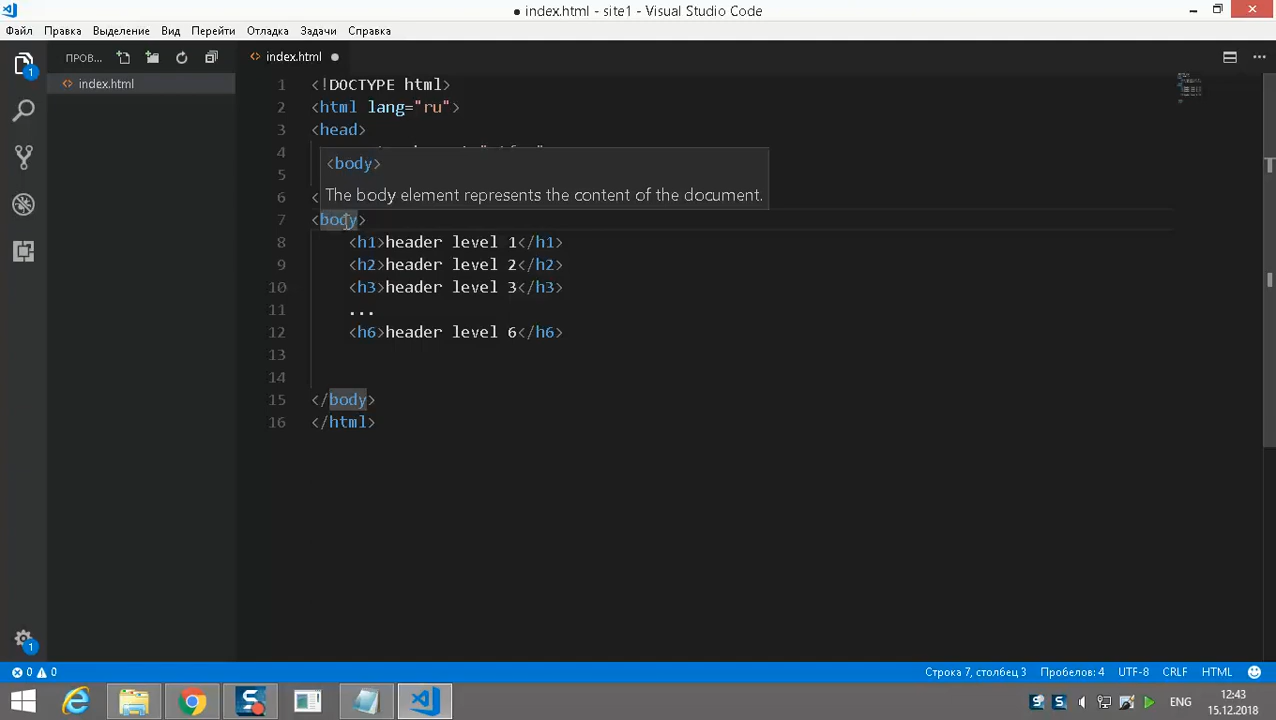 ● index.html - site1 - Visual Studio Code
Файл Правка Выделение Вид Перейти Отладка Задачи Справка
ПРОВ...
index.html
index.html ●
1 <!DOCTYPE html>
2 <html lang="ru">
3 <head>
4
<body>
5
The body element represents the content of the document.
6 <
7 <body>
8 <h1>header level 1</h1>
9 <h2>header level 2</h2>
10 <h3>header level 3</h3>
11 ...
12 <h6>header level 6</h6>
13
14
15 </body>
16 </html>
1
1
0 0
Строка 7, столбец 3 Пробелов: 4 UTF-8 CRLF HTML
ENG
12:43
15.12.2018